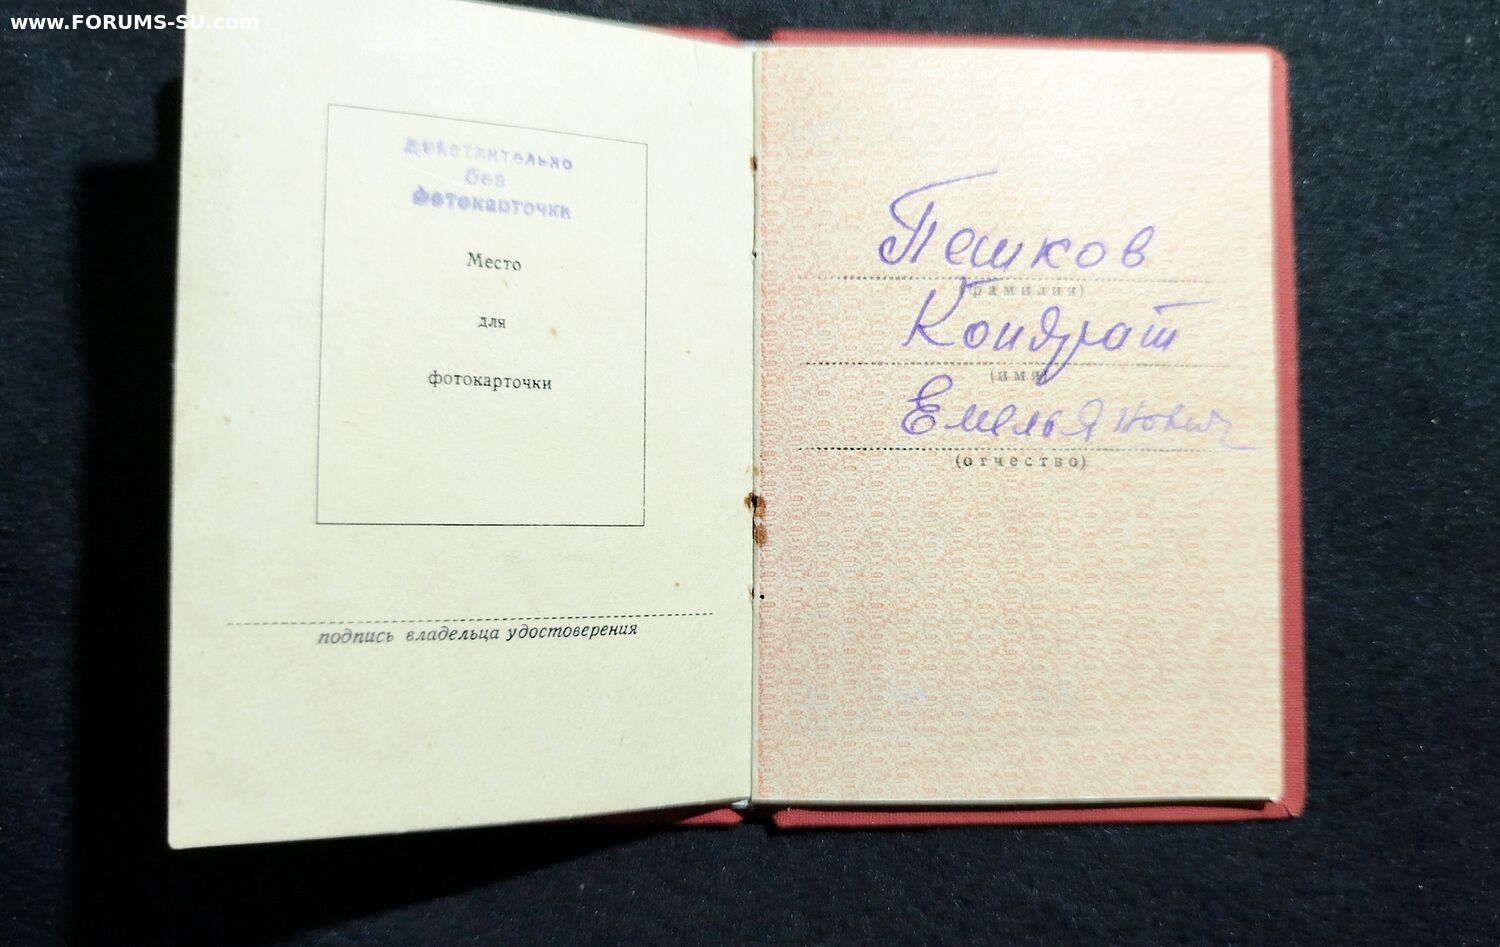 www.FORUMS-SU.com
действительно
без
фотокарточки
Место
для
фотокарточки
подпись владельца удостоверения
Пешков
(фамилия)
Кондрат
(имя)
Емельянович
(отчество)